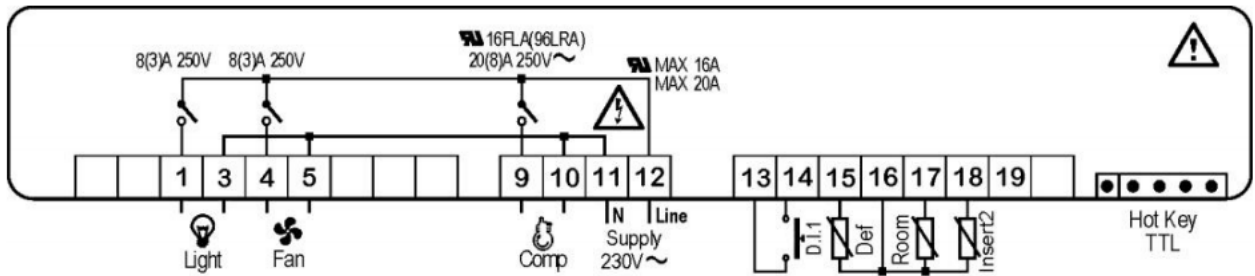 16FLA(96LRA)
8(3)A 250V 8(3)A 250V 20(8)A 250V~
MAX 16A
MAX 20A
1 3 4 5 9 10 11 12 13 14 15 16 17 18 19
N Line
Light Fan Comp Supply
230V~
D.I.1
Def
Room
Insert2
Hot Key
TTL